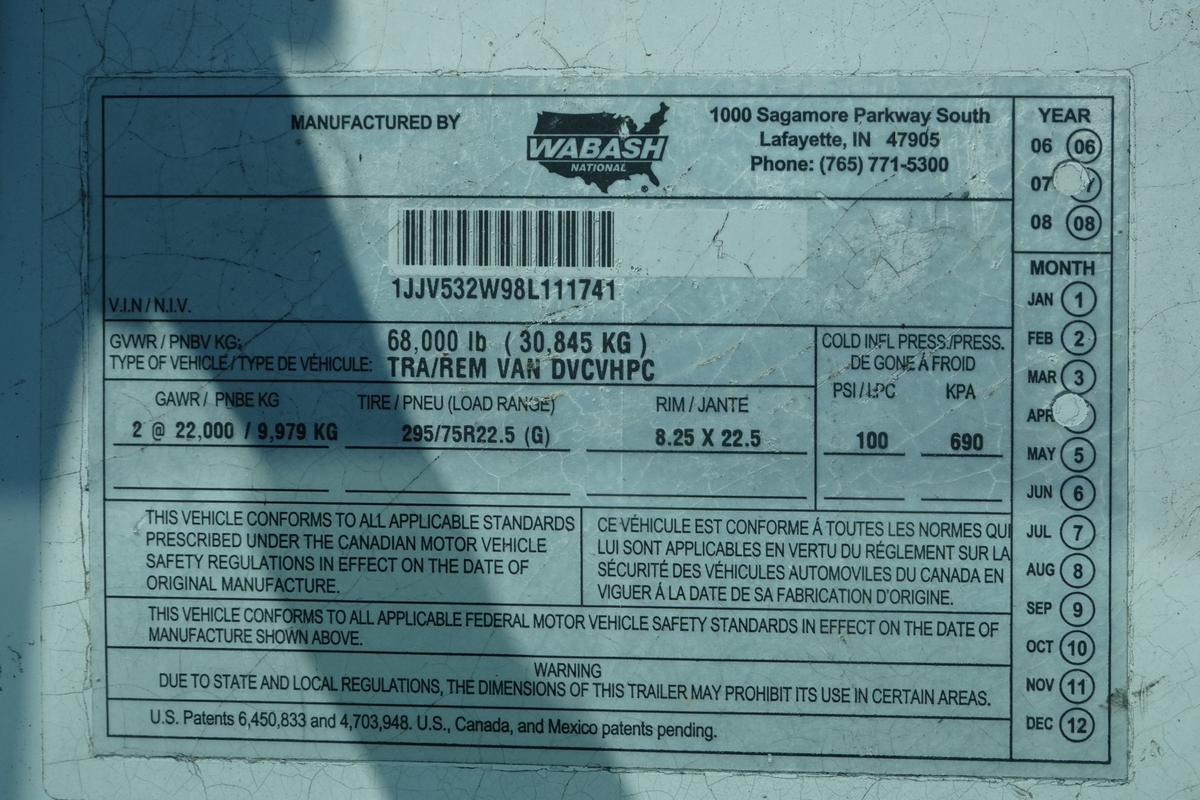 MANUFACTURED BY
WABASH
NATIONAL
®
1000 Sagamore Parkway South
Lafayette, IN 47905
Phone: (765) 771-5300
1JJV532W98L111741
V.I.N / N.I.V.
GVWR / PNBV KG: 68,000 lb ( 30,845 KG )
TYPE OF VEHICLE/TYPE DE VÉHICULE: TRA/REM VAN DVCVHPC
COLD INFL PRESS./PRESS.
DE GONE À FROID
PSI / LPC KPA
100 690
GAWR / PNBE KG TIRE / PNEU (LOAD RANGE) RIM / JANTE
2 @ 22,000 / 9,979 KG 295/75R22.5 (G) 8.25 X 22.5
THIS VEHICLE CONFORMS TO ALL APPLICABLE STANDARDS
PRESCRIBED UNDER THE CANADIAN MOTOR VEHICLE
SAFETY REGULATIONS IN EFFECT ON THE DATE OF
ORIGINAL MANUFACTURE.
CE VÉHICULE EST CONFORME Á TOUTES LES NORMES QUI
LUI SONT APPLICABLES EN VERTU DU RÉGLEMENT SUR LA
SÉCURITÉ DES VÉHICULES AUTOMOVILES DU CANADA EN
VIGUER Á LA DATE DE SA FABRICATION D'ORIGINE.
THIS VEHICLE CONFORMS TO ALL APPLICABLE FEDERAL MOTOR VEHICLE SAFETY STANDARDS IN EFFECT ON THE DATE OF
MANUFACTURE SHOWN ABOVE.
WARNING
DUE TO STATE AND LOCAL REGULATIONS, THE DIMENSIONS OF THIS TRAILER MAY PROHIBIT ITS USE IN CERTAIN AREAS.
U.S. Patents 6,450,833 and 4,703,948. U.S., Canada, and Mexico patents pending.
YEAR
06 06
07
08 08
MONTH
JAN 1
FEB 2
MAR 3
APR
MAY 5
JUN 6
JUL 7
AUG 8
SEP 9
OCT 10
NOV 11
DEC 12